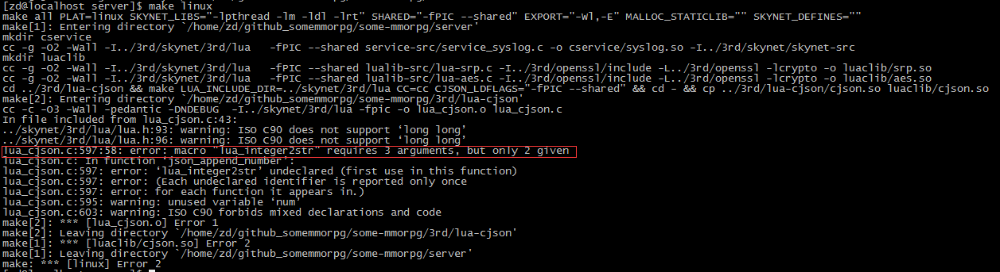 [zd@localhost server]$ make linux
make all PLAT=linux SKYNET_LIBS="-lpthread -lm -ldl -lrt" SHARED="-fPIC --shared" EXPORT="-Wl,-E" MALLOC_STATICLIB="" SKYNET_DEFINES=""
make[1]: Entering directory `/home/zd/github_somemmorpg/some-mmorpg/server'
mkdir cservice
cc -g -O2 -Wall -I../3rd/skynet/3rd/lua   -fPIC --shared service-src/service_syslog.c -o cservice/syslog.so -I../3rd/skynet/skynet-src
mkdir luaclib
cc -g -O2 -Wall -I../3rd/skynet/3rd/lua   -fPIC --shared lualib-src/lua-srp.c -I../3rd/openssl/include -L../3rd/openssl -lcrypto -o luaclib/srp.so
cc -g -O2 -Wall -I../3rd/skynet/3rd/lua   -fPIC --shared lualib-src/lua-aes.c -I../3rd/openssl/include -L../3rd/openssl -lcrypto -o luaclib/aes.so
cd ../3rd/lua-cjson && make LUA_INCLUDE_DIR=../skynet/3rd/lua CC=cc CJSON_LDFLAGS="-fPIC --shared" && cd - && cp ../3rd/lua-cjson/cjson.so luaclib/cjson.so
make[2]: Entering directory `/home/zd/github_somemmorpg/some-mmorpg/3rd/lua-cjson'
cc -c -O3 -Wall -pedantic -DNDEBUG  -I../skynet/3rd/lua -fpic -o lua_cjson.o lua_cjson.c
In file included from lua_cjson.c:43:
../skynet/3rd/lua/lua.h:93: warning: ISO C90 does not support ‘long long’
../skynet/3rd/lua/lua.h:96: warning: ISO C90 does not support ‘long long’
lua_cjson.c:597:58: error: macro "lua_integer2str" requires 3 arguments, but only 2 given
lua_cjson.c: In function ‘json_append_number’:
lua_cjson.c:597: error: ‘lua_integer2str’ undeclared (first use in this function)
lua_cjson.c:597: error: (Each undeclared identifier is reported only once
lua_cjson.c:597: error: for each function it appears in.)
lua_cjson.c:595: warning: unused variable ‘num’
lua_cjson.c:603: warning: ISO C90 forbids mixed declarations and code
make[2]: *** [lua_cjson.o] Error 1
make[2]: Leaving directory `/home/zd/github_somemmorpg/some-mmorpg/3rd/lua-cjson'
make[1]: *** [luaclib/cjson.so] Error 2
make[1]: Leaving directory `/home/zd/github_somemmorpg/some-mmorpg/server'
make: *** [linux] Error 2
[zd@localhost server]$